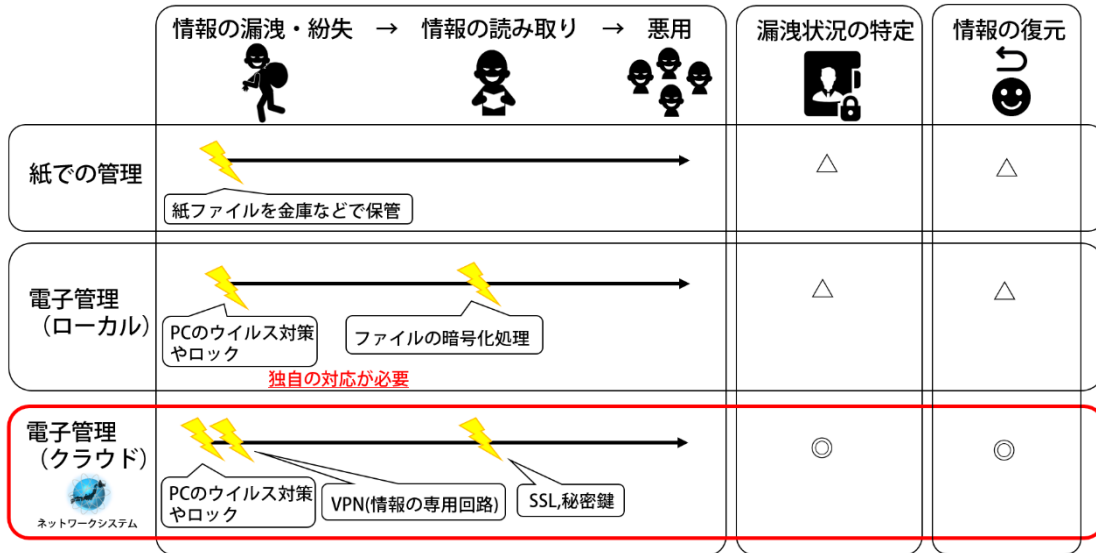 情報の漏洩・紛失 → 情報の読み取り → 悪用
漏洩状況の特定
情報の復元
紙での管理
紙ファイルを金庫などで保管
△
△
電子管理
(ローカル)
PCのウイルス対策
やロック
ファイルの暗号化処理
独自の対応が必要
△
△
電子管理
(クラウド)
ネットワークシステム
PCのウイルス対策
やロック
VPN(情報の専用回路)
SSL,秘密鍵
◎
◎